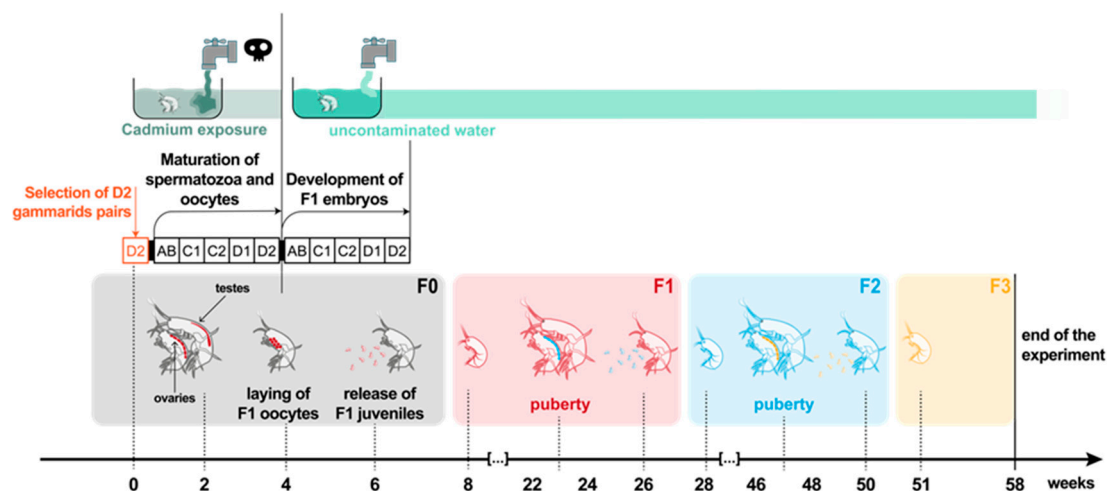 Cadmium exposure
uncontaminated water
Maturation of
spermatozoa and
oocytes
Development of
F1 embryos
Selection of D2
gammarids pairs
D2 AB C1 C2 D1 D2 AB C1 C2 D1 D2
F0
F1
F2
F3
testes
ovaries
laying of
F1 oocytes
release of
F1 juveniles
puberty
puberty
end of the
experiment
[...] [...]
0 2 4 6 8 22 24 26 28 46 48 50 51 58 weeks